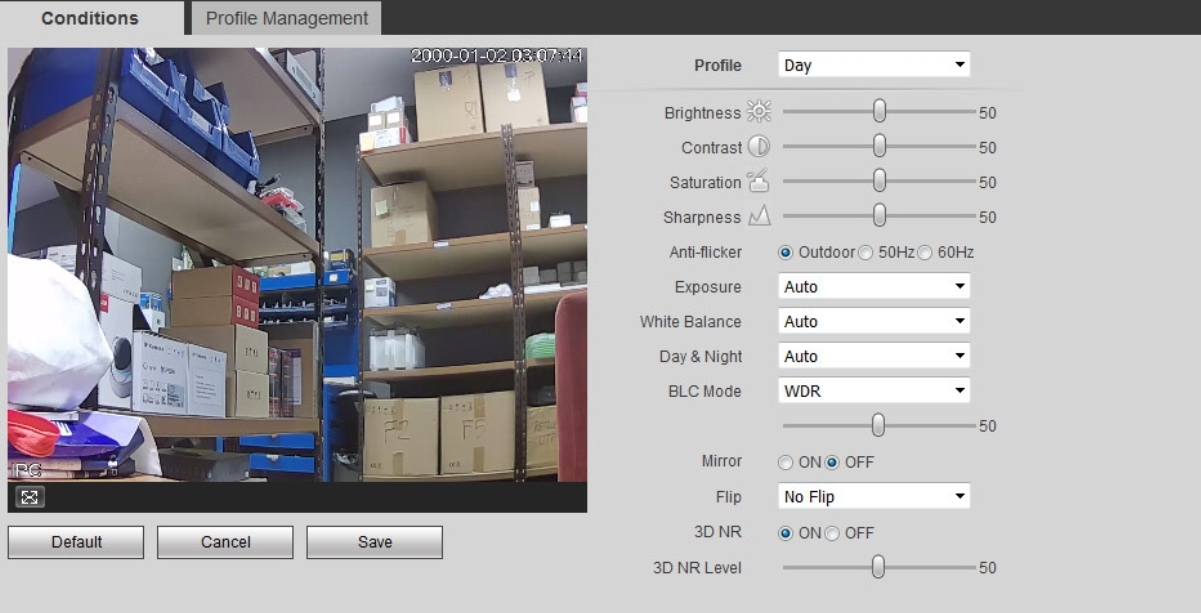 Conditions
Profile Management
2000-01-02 03:07:44
Profile Day
Brightness 50
Contrast 50
Saturation 50
Sharpness 50
Anti-flicker Outdoor 50Hz 60Hz
Exposure Auto
White Balance Auto
Day & Night Auto
BLC Mode WDR
50
P2
F5
IPC
Mirror ON OFF
Flip No Flip
3D NR ON OFF
3D NR Level 50
Default
Cancel
Save